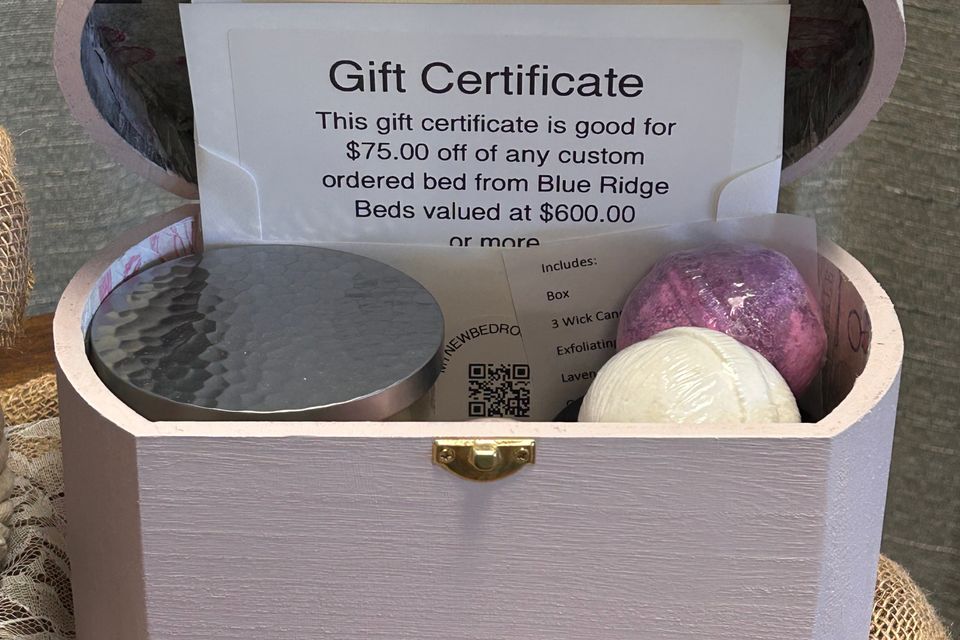 Gift Certificate
This gift certificate is good for
$75.00 off of any custom
ordered bed from Blue Ridge
Beds valued at $600.00
or more
Includes:
Box
3 Wick
Exfoliating